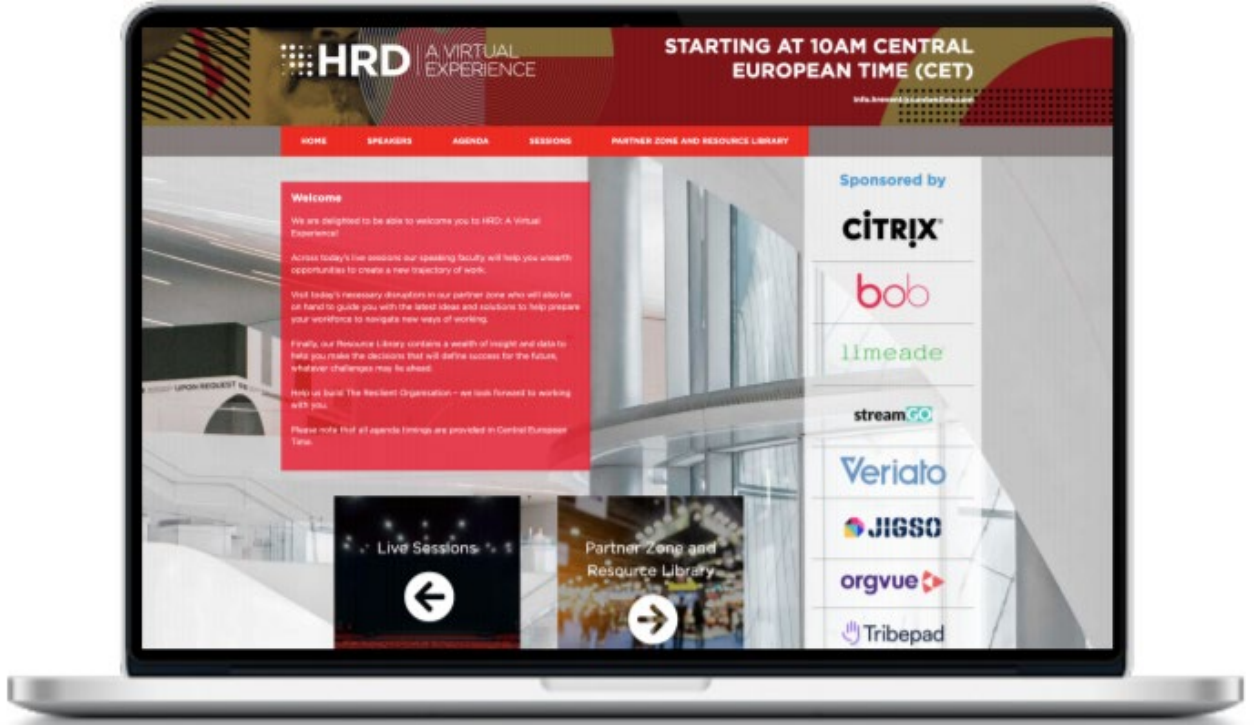 HRD
A VIRTUAL
EXPERIENCE
STARTING AT 10AM CENTRAL
EUROPEAN TIME (CET)
HOME SPEAKERS AGENDA SESSIONS PARTNER ZONE AND RESOURCE LIBRARY
Welcome
We are delighted to be able to welcome you to HRD: A Virtual
Experience!
Across today's live sessions our speaking faculty will help you unearth
opportunities to create a new trajectory of work.
Visit today's necessary disruptors in our partner zone who will also be
on hand to guide you with the latest ideas and solutions to help prepare
your workforce to navigate new ways of working.
Finally, our Resource Library contains a wealth of insight and data to
help you make the decisions that will define success for the future,
whatever challenges may lie ahead.
Help us build The Resilient Organisation – we look forward to working
with you.
Please note that all agenda timings are provided in Central European
Time.
UPON REQUEST
Live Sessions
Partner Zone and
Resource Library
Sponsored by
CITRIX
bob
limeade
streamGO
Veriato
JIGSO
orgvue
Tribepad